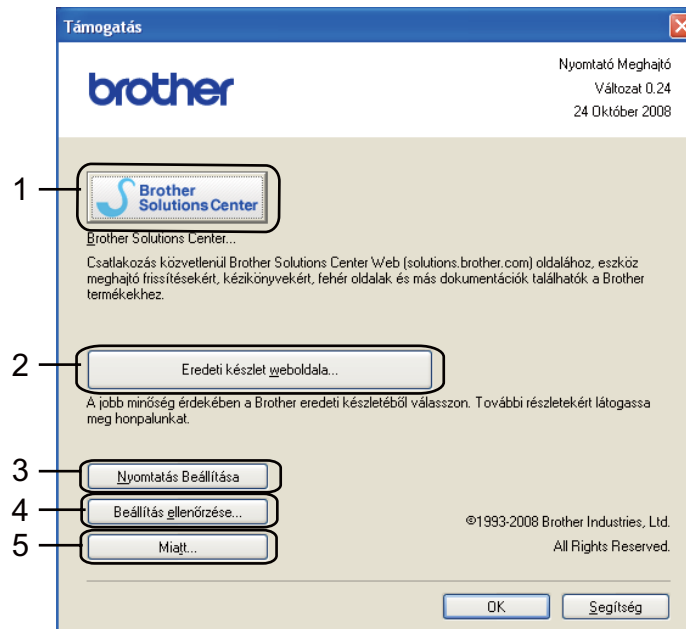 Támogatás
brother
Nyomtató Meghajtó
Változat 0.24
24 Október 2008
1
Brother
Solutions Center
Brother Solutions Center...
Csatlakozás közvetlenül Brother Solutions Center Web (solutions.brother.com) oldalához, eszköz
meghajtó frissítésekért, kézikönyvekért, fehér oldalak és más dokumentációk találhatók a Brother
termékekhez.
2
Eredeti készlet weboldala...
A jobb minőség érdekében a Brother eredeti készletéből válasszon. További részletekért látogassa
meg honpalunkat.
3
Nyomtatás Beállítása
4
Beállítás ellenőrzése...
5
Miatt...
©1993-2008 Brother Industries, Ltd.
All Rights Reserved.
OK
Segítség